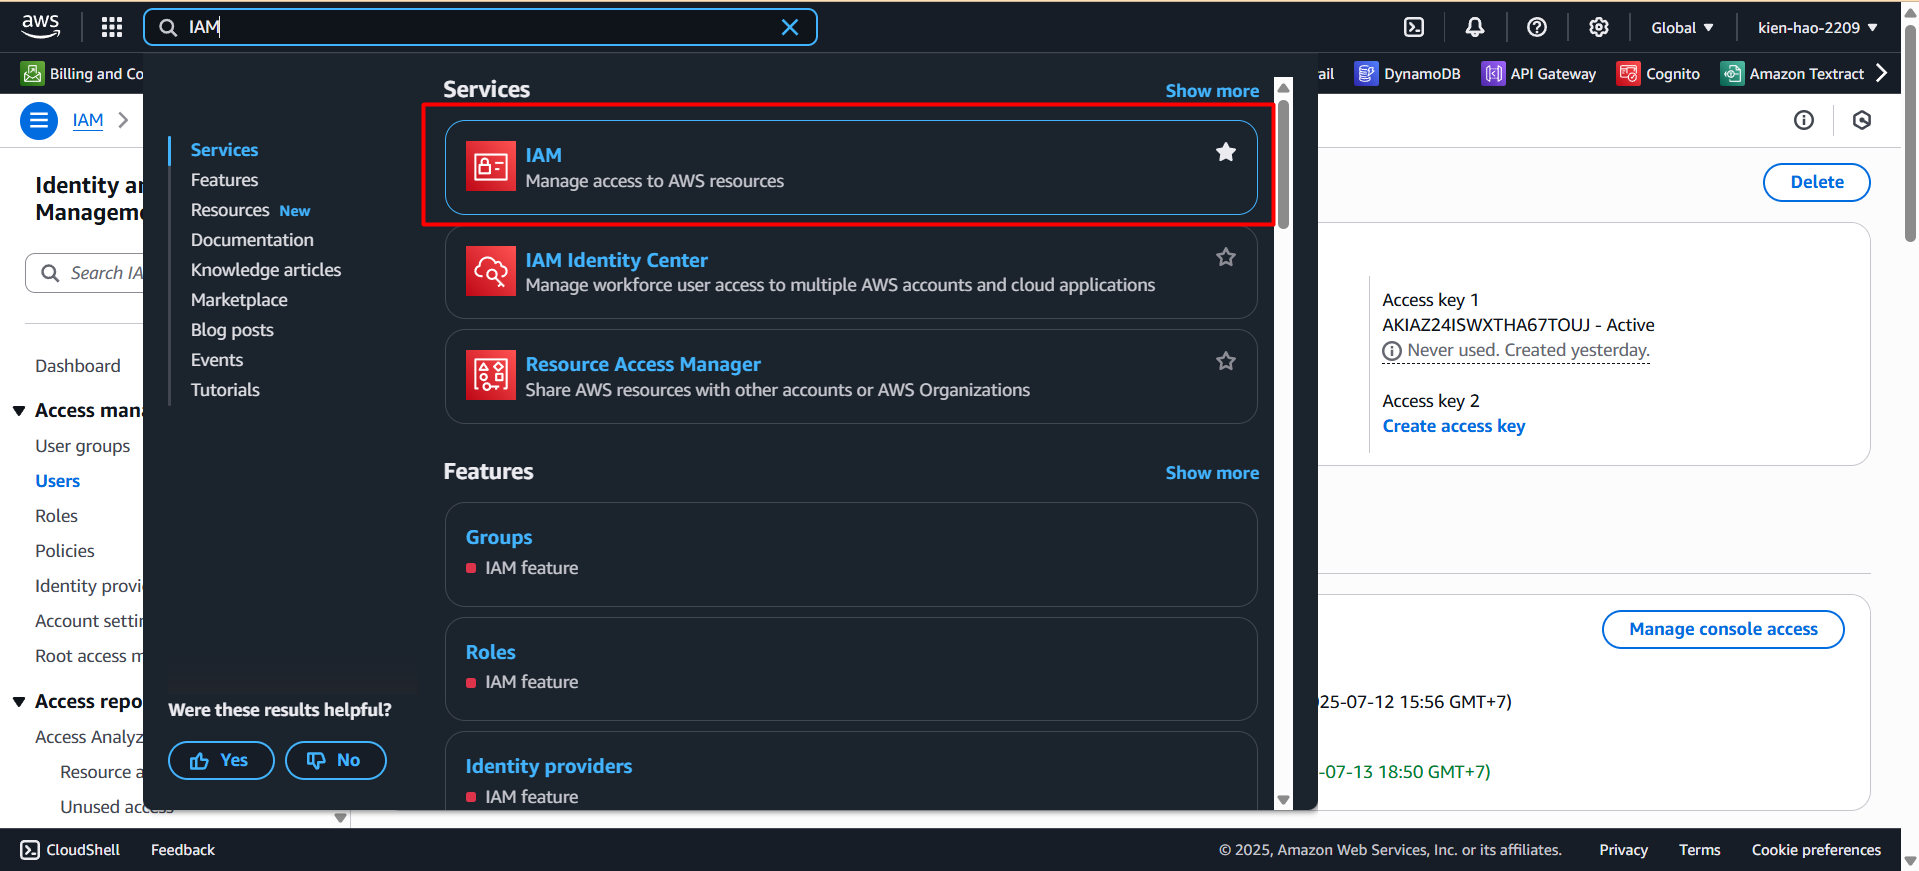 aws
IAM
Global
kien-hao-2209
Billing and Co
ail
DynamoDB
API Gateway
Cognito
Amazon Textract
IAM
Identity an
Manageme
Search IA
Dashboard
Access mana
User groups
Users
Roles
Policies
Identity provi
Account settin
Root access m
Access repo
Access Analyz
Resource a
Unused access
Services
Features
Resources New
Documentation
Knowledge articles
Marketplace
Blog posts
Events
Tutorials
Were these results helpful?
Yes
No
Services
Show more
IAM
Manage access to AWS resources
IAM Identity Center
Manage workforce user access to multiple AWS accounts and cloud applications
Resource Access Manager
Share AWS resources with other accounts or AWS Organizations
Features
Show more
Groups
IAM feature
Roles
IAM feature
Identity providers
IAM feature
Delete
Access key 1
AKIAZ24ISWXTHA67TOUJ - Active
Never used. Created yesterday.
Access key 2
Create access key
Manage console access
25-07-12 15:56 GMT+7)
-07-13 18:50 GMT+7)
CloudShell
Feedback
© 2025, Amazon Web Services, Inc. or its affiliates.
Privacy
Terms
Cookie preferences